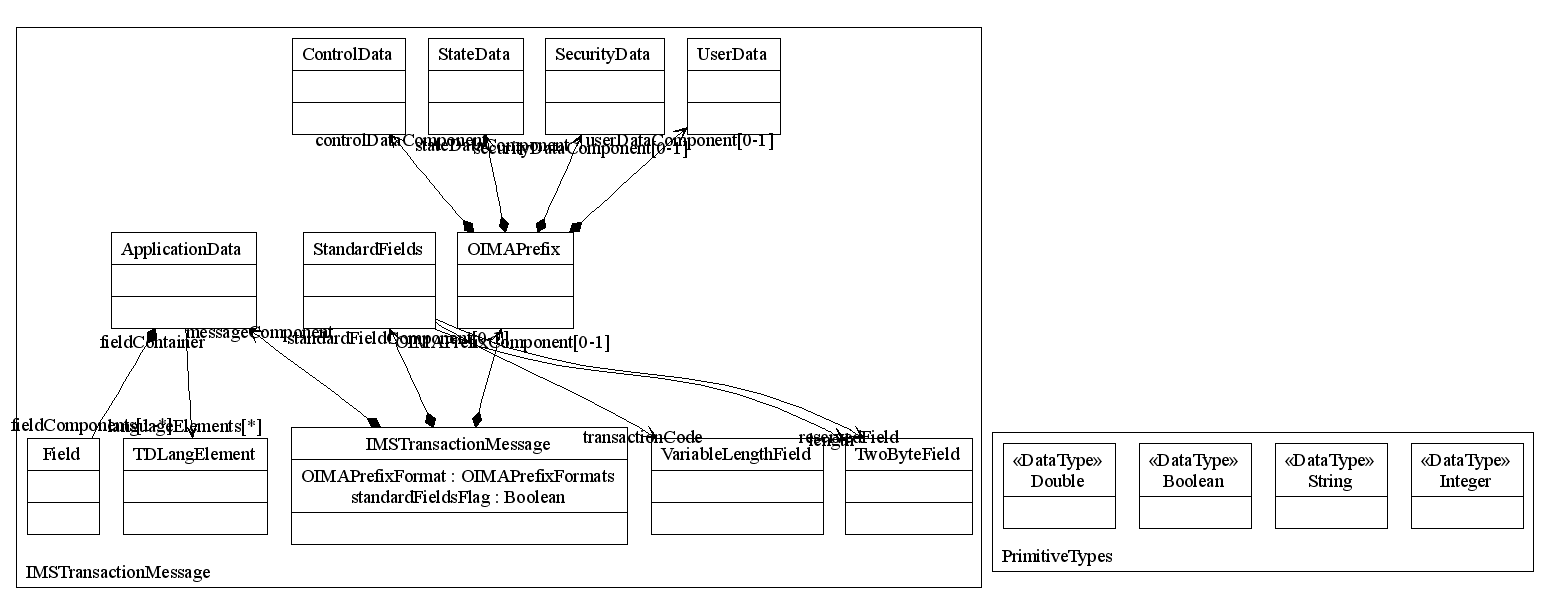 ControlData
StateData
SecurityData
UserData
controlDataComponent
stateDataComponent
securityDataComponent[0-1]
userDataComponent[0-1]
ApplicationData
StandardFields
OIMAPrefix
messageComponent
standardFieldComponent[0-1]
OIMAPrefixComponent[0-1]
fieldContainer
fieldComponents[1-*]
languageElements[*]
transactionCode
reservedField
length
Field
TDLangElement
IMSTransactionMessage
OIMAPrefixFormat : OIMAPrefixFormats
standardFieldsFlag : Boolean
VariableLengthField
TwoByteField
IMSTransactionMessage
«DataType»
Double
«DataType»
Boolean
«DataType»
String
«DataType»
Integer
PrimitiveTypes